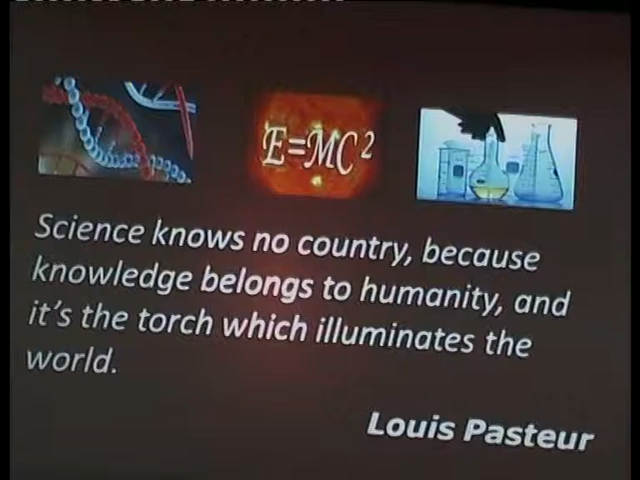 E=MC²
Science knows no country, because
knowledge belongs to humanity, and
it's the torch which illuminates the
world.
Louis Pasteur